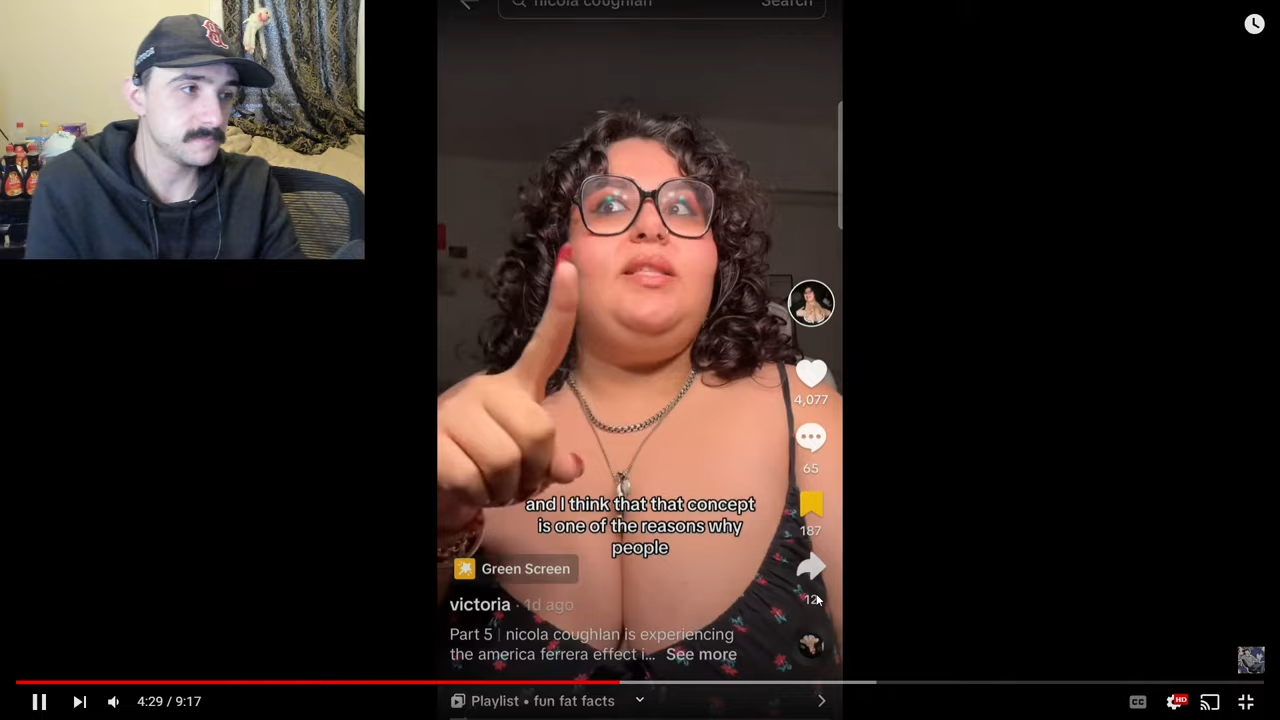 nicola coughlan
Search
4,077
65
187
and I think that that concept
is one of the reasons why
people
Green Screen
victoria · 1d ago
Part 5 | nicola coughlan is experiencing
the america ferrera effect i... See more
Playlist • fun fat facts
4:29 / 9:17
CC
HD